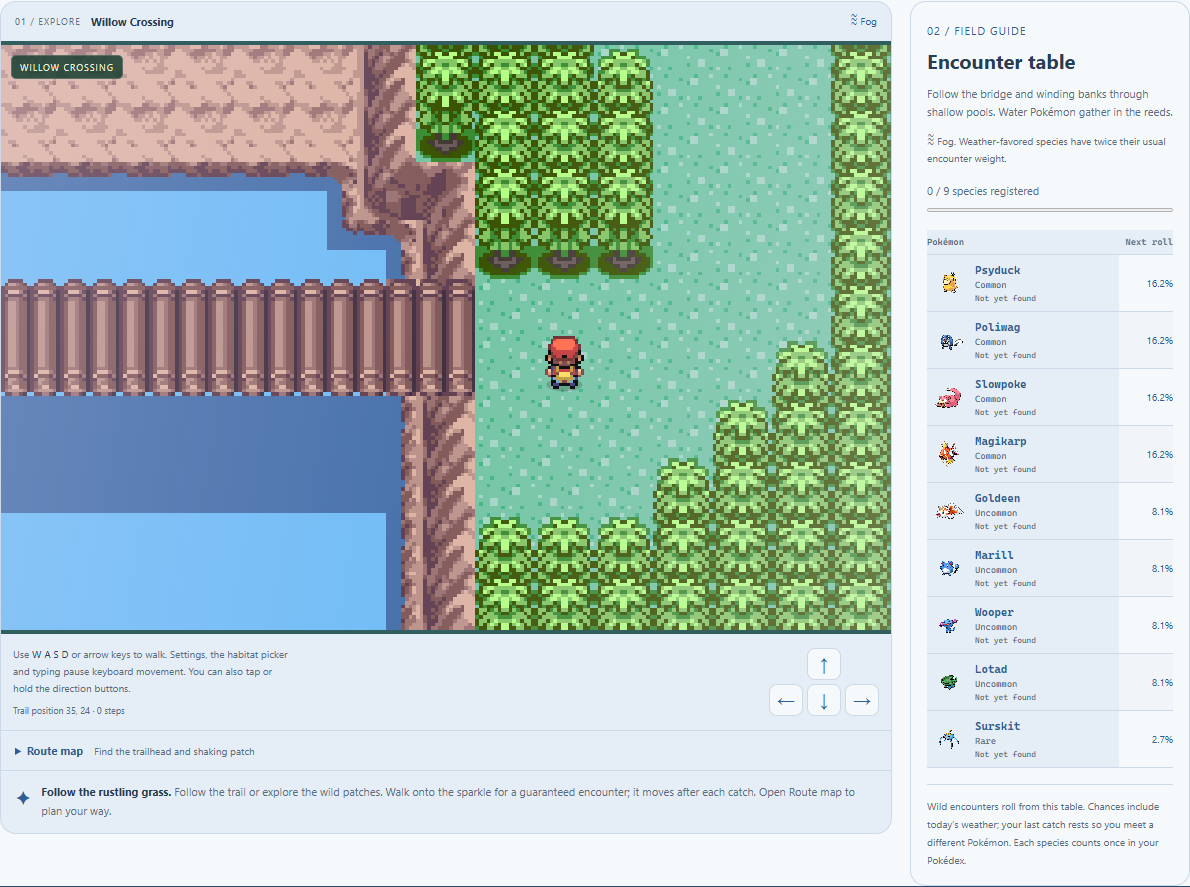 01 / EXPLORE Willow Crossing
Fog
WILLOW CROSSING
Use W A S D or arrow keys to walk. Settings, the habitat picker
and typing pause keyboard movement. You can also tap or
hold the direction buttons.
Trail position 35, 24 · 0 steps
↑
← ↓ →
Route map Find the trailhead and shaking patch
Follow the rustling grass. Follow the trail or explore the wild patches. Walk onto the sparkle for a guaranteed encounter; it moves after each catch. Open Route map to
plan your way.
02 / FIELD GUIDE
Encounter table
Follow the bridge and winding banks through
shallow pools. Water Pokémon gather in the reeds.
Fog. Weather-favored species have twice their usual
encounter weight.
0 / 9 species registered
Pokémon Next roll
Psyduck
Common
Not yet found
16.2%
Poliwag
Common
Not yet found
16.2%
Slowpoke
Common
Not yet found
16.2%
Magikarp
Common
Not yet found
16.2%
Goldeen
Uncommon
Not yet found
8.1%
Marill
Uncommon
Not yet found
8.1%
Wooper
Uncommon
Not yet found
8.1%
Lotad
Uncommon
Not yet found
8.1%
Surskit
Rare
Not yet found
2.7%
Wild encounters roll from this table. Chances include
today's weather; your last catch rests so you meet a
different Pokémon. Each species counts once in your
Pokédex.